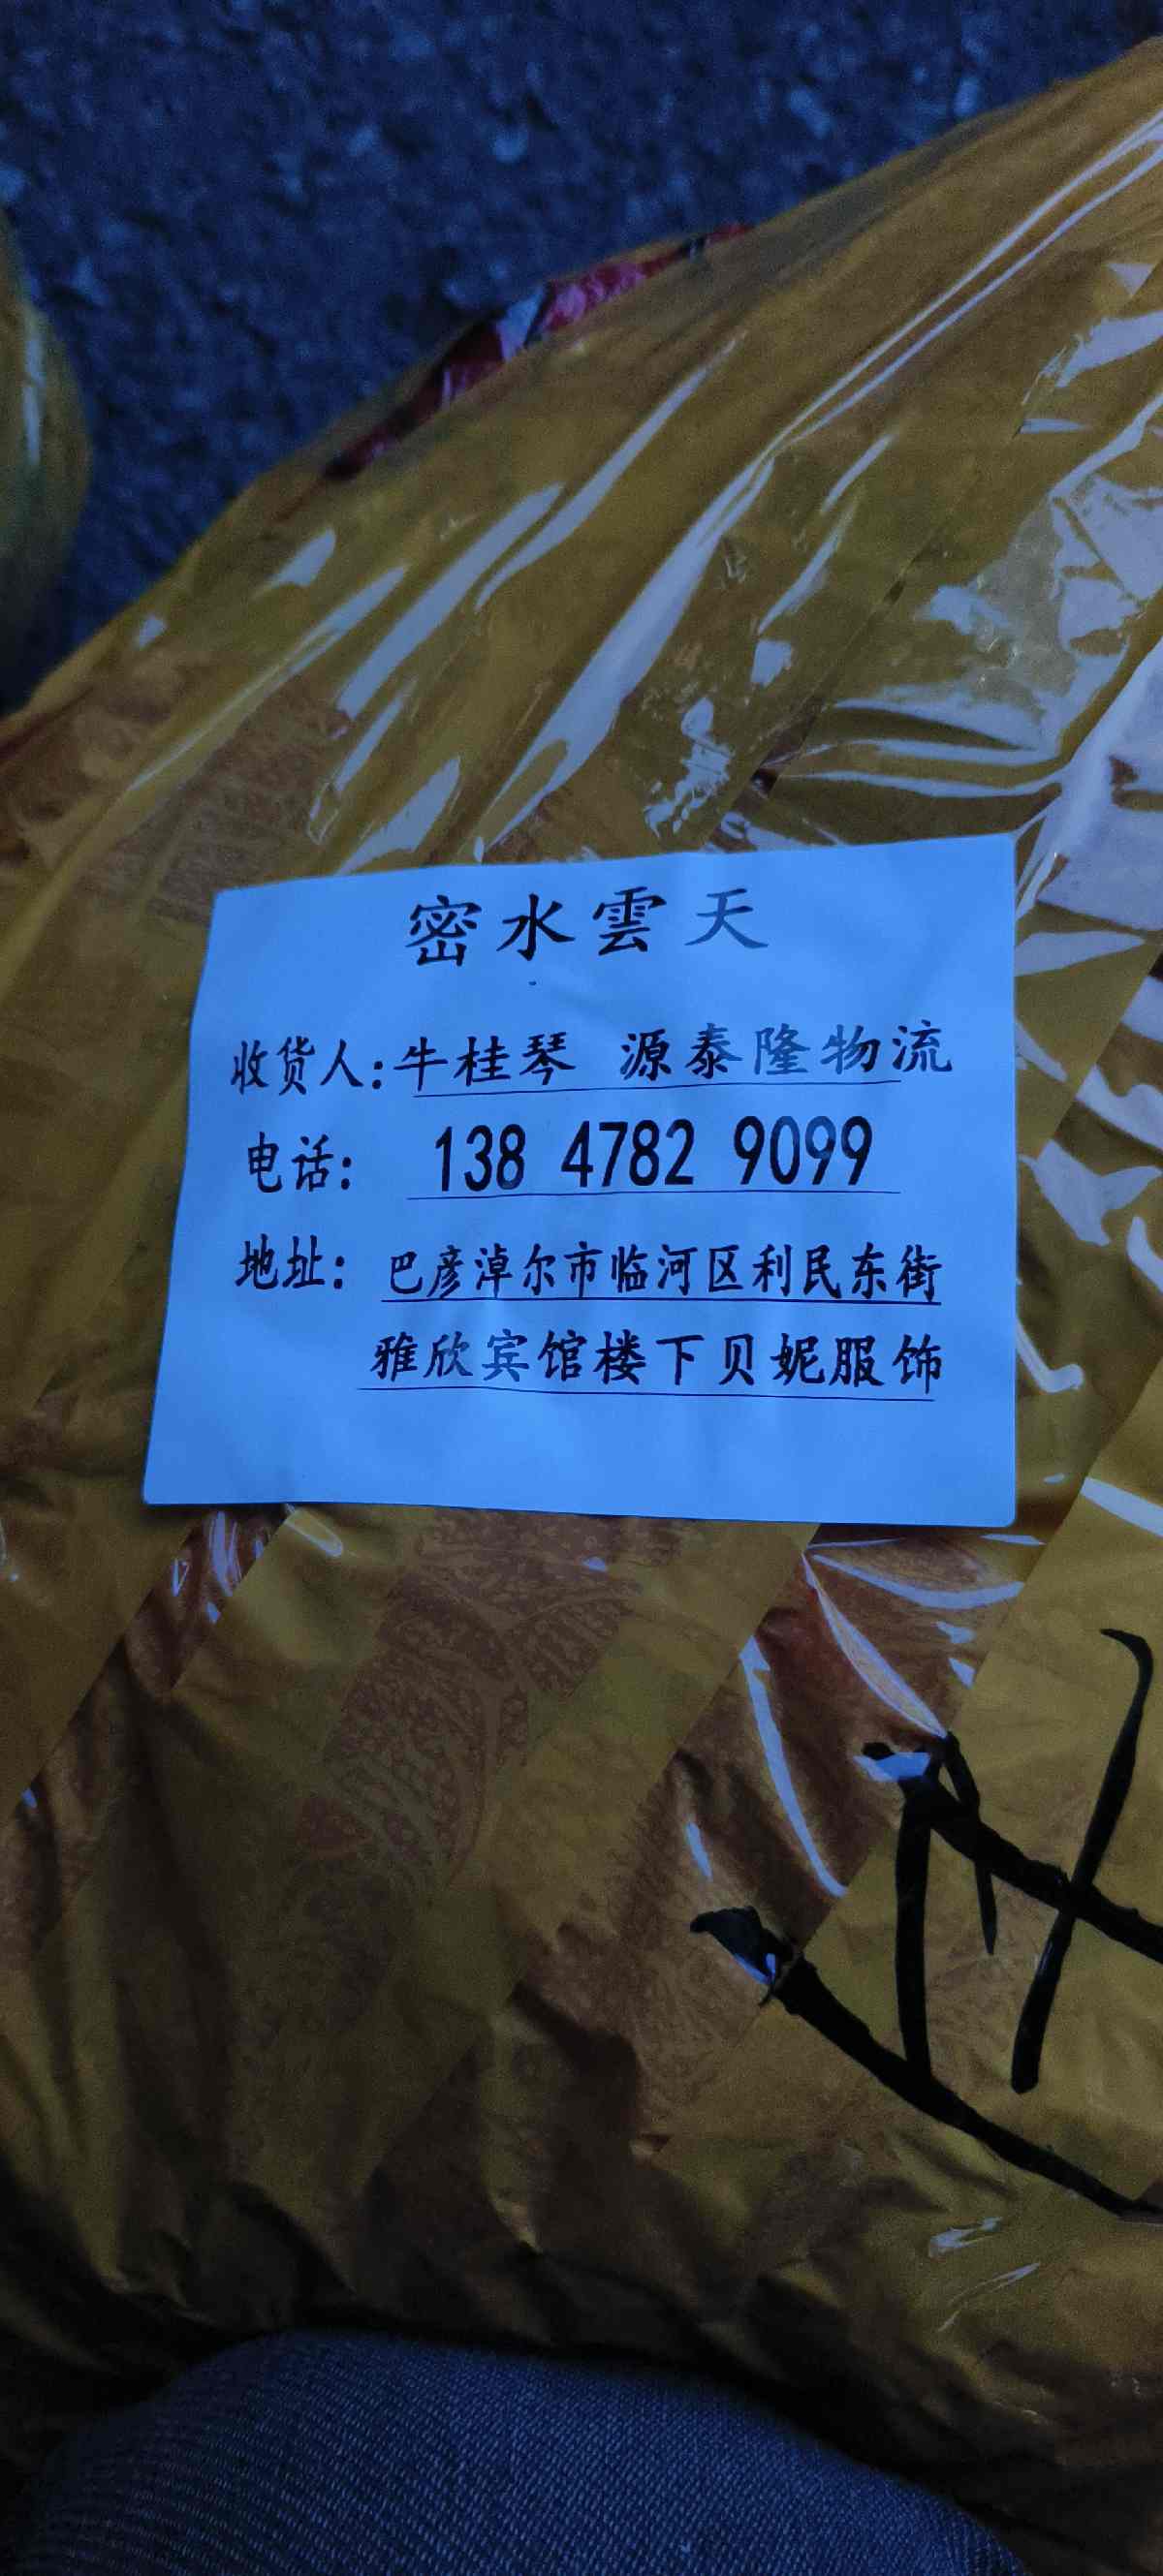 密水雲天
收货人:牛桂琴 源泰隆物流
电话: 138 4782 9099
地址: 巴彦淖尔市临河区利民东街
雅欣宾馆楼下贝妮服饰